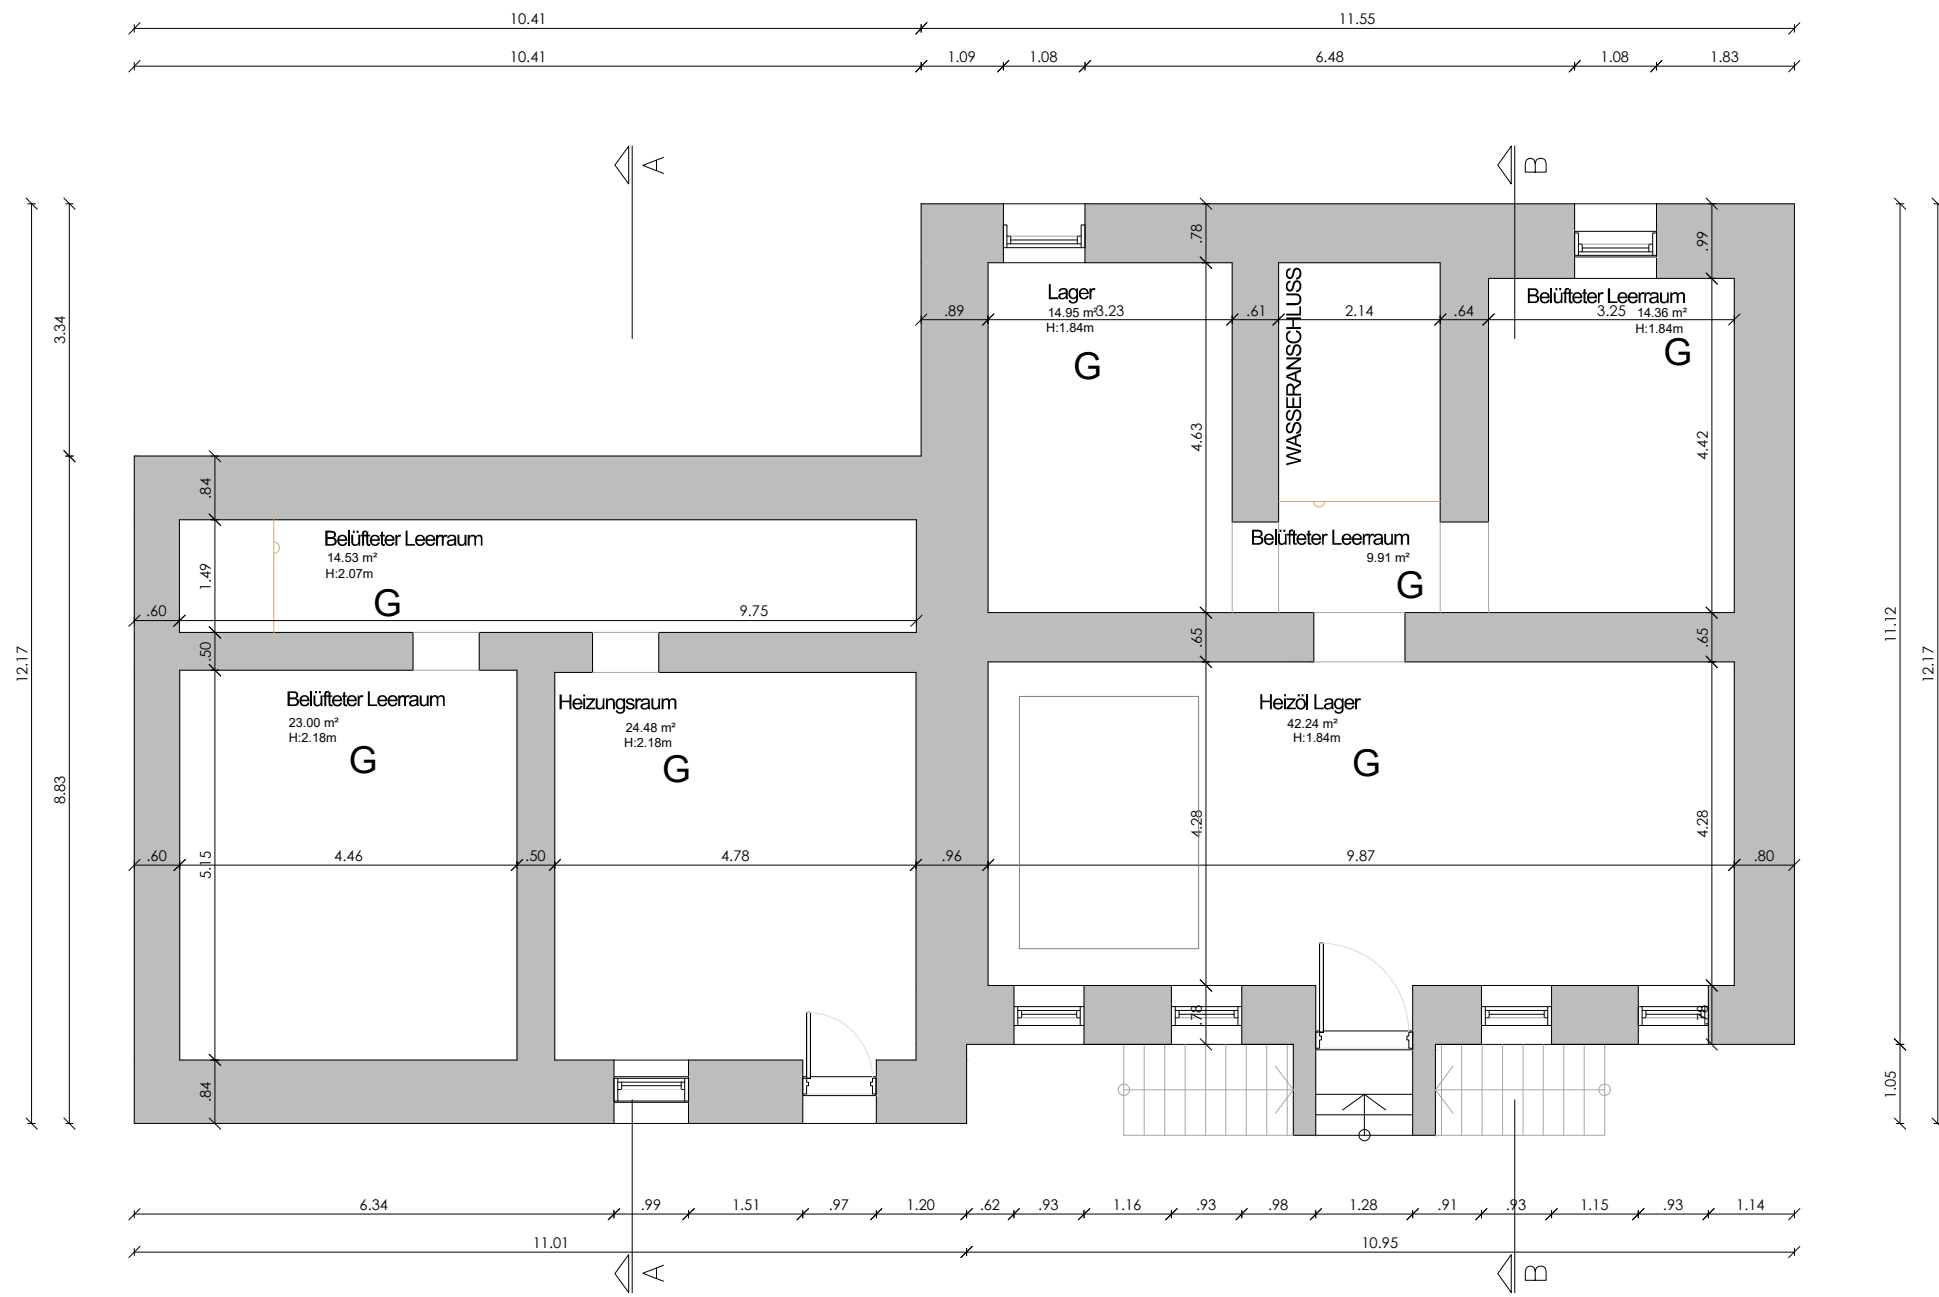 10.41 11.55
10.41 1.09 1.08 6.48 1.08 1.83
A B
.78 .99
Lager
14.95 m² 3.23
H:1.84m
G
.89 .61 2.14 .64 3.25
WASSERANSCHLUSS
Belüfteter Leerraum
14.36 m²
H:1.84m
G
3.34
4.63 4.42
.84
Belüfteter Leerraum
14.53 m²
H:2.07m
G
1.49
.60 9.75
Belüfteter Leerraum
9.91 m²
G
11.12
12.17
12.17
.50 .65 .65
Belüfteter Leerraum
23.00 m²
H:2.18m
G
Heizungsraum
24.48 m²
H:2.18m
G
Heizöl Lager
42.24 m²
H:1.84m
G
8.83
5.15 4.28 4.28
.60 4.46 .50 4.78 .96 9.87 .80
.78 .78
.84 1.05
6.34 .99 1.51 .97 1.20 .62 .93 1.16 .93 .98 1.28 .91 .93 1.15 .93 1.14
11.01 10.95
A B